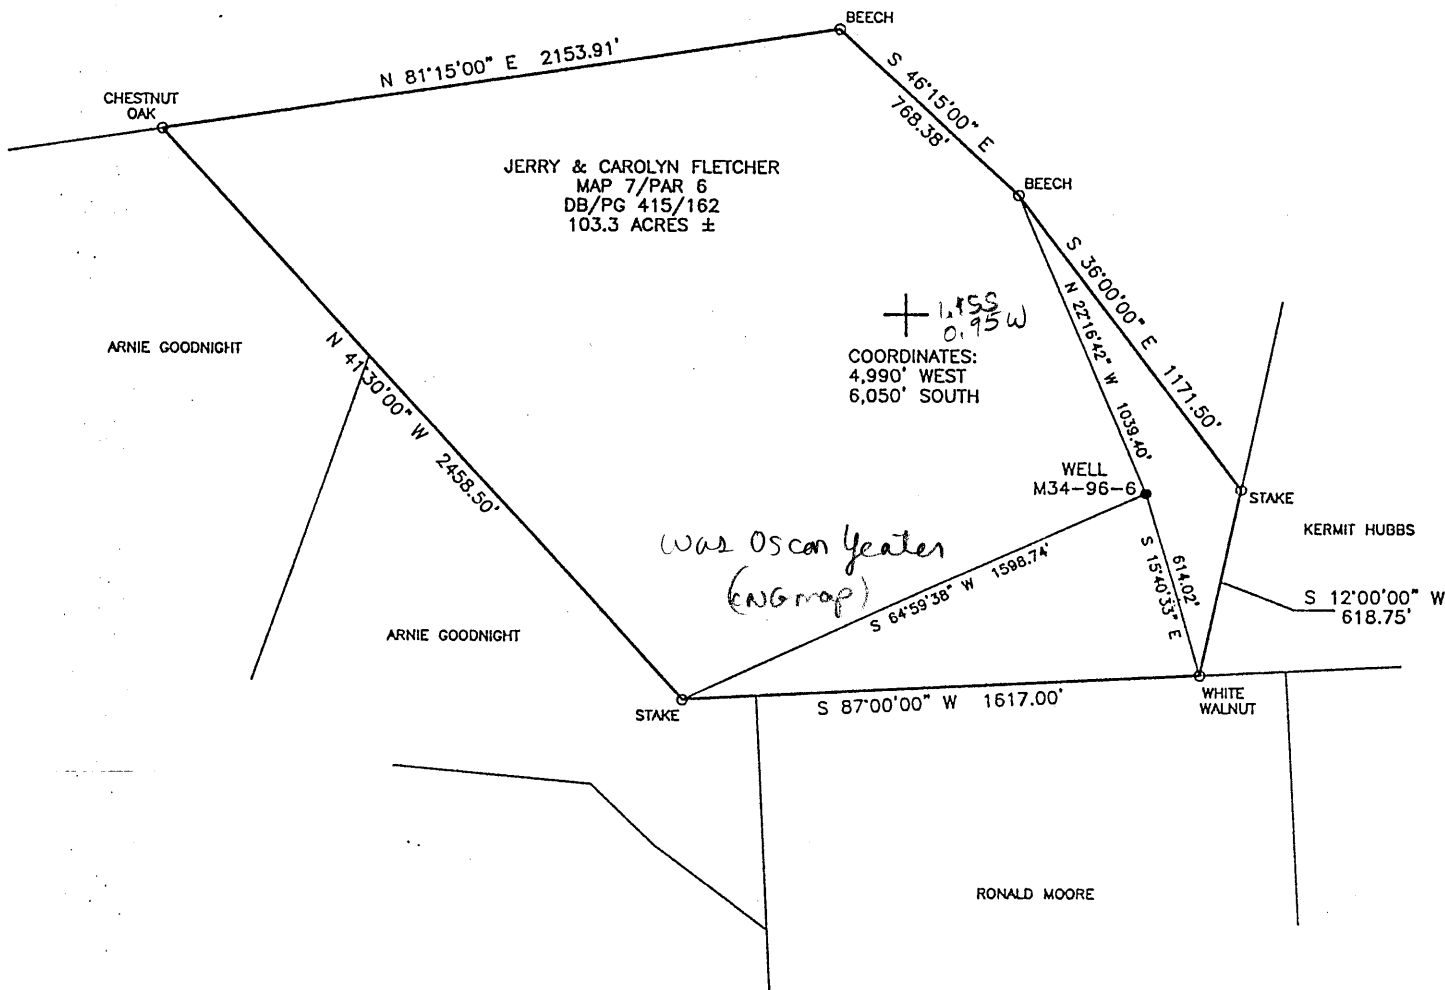 BEECH
N 81°15'00" E 2153.91'
S 46°15'00" E
768.38'
CHESTNUT
OAK
JERRY & CAROLYN FLETCHER
MAP 7/PAR 6
DB/PG 415/162
103.3 ACRES ±
BEECH
S 36°00'00" E 1171.50'
N 22°16'42" W 1039.40'
0.95W
COORDINATES:
4,990' WEST
6,050' SOUTH
ARNIE GOODNIGHT
N 41°30'00" W 2458.50'
WELL
M34-96-6
STAKE
KERMIT HUBBS
was Oscar Yeater
(CNG map)
S 64°59'38" W 1598.74'
614.02'
S 15°40'33" E
S 12°00'00" W
618.75'
ARNIE GOODNIGHT
STAKE
S 87°00'00" W 1617.00'
WHITE
WALNUT
RONALD MOORE